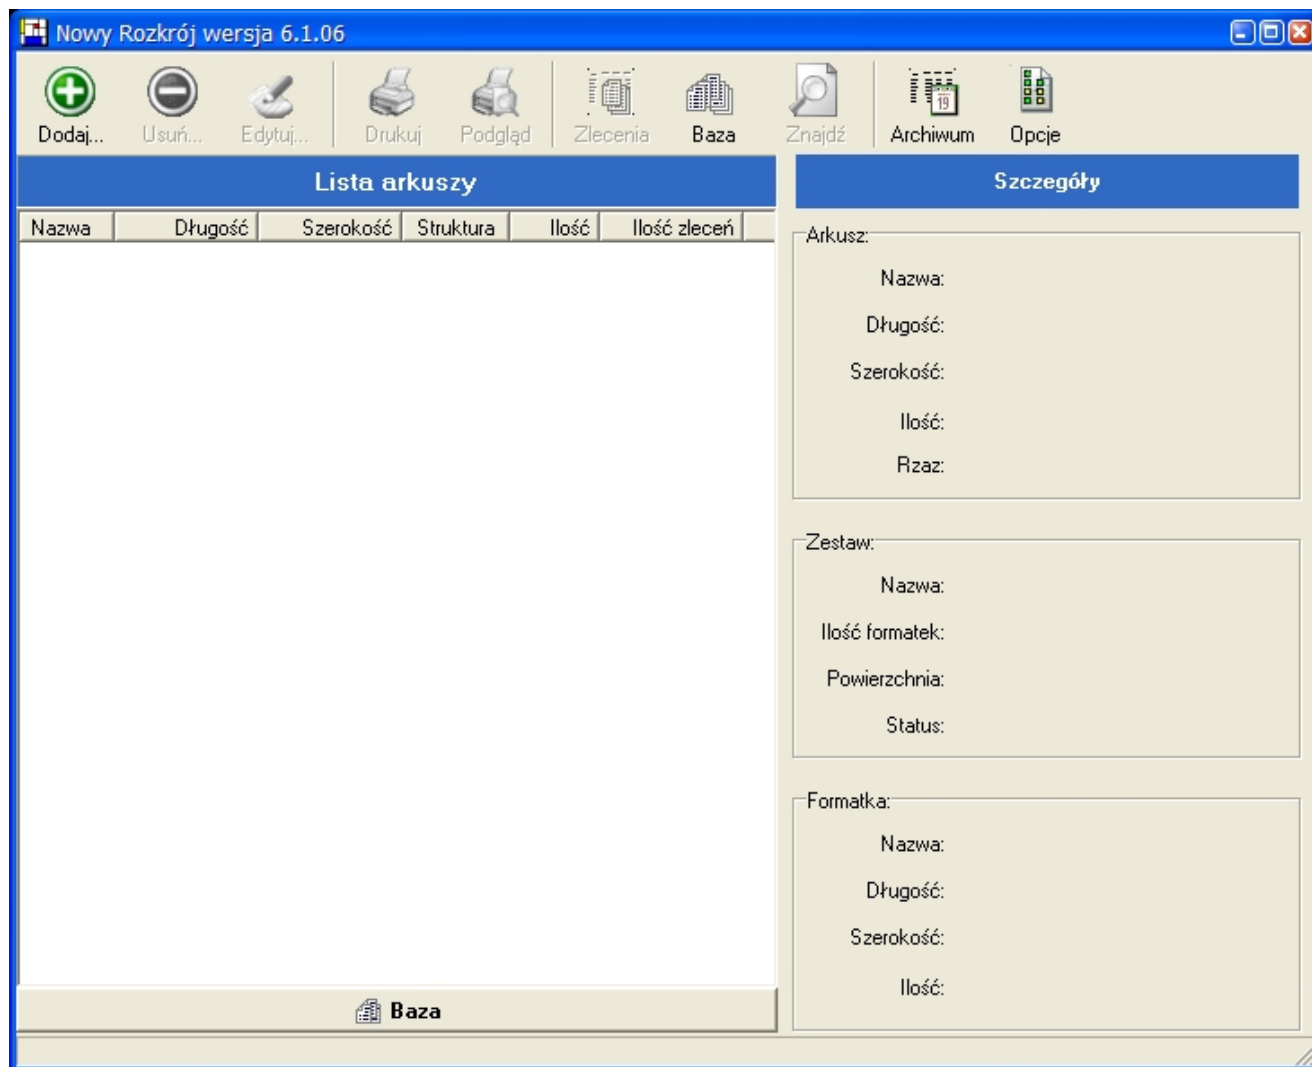 Nowy Rozkrój wersja 6.1.06
Dodaj... Usuń... Edytuj... Drukuj Podgląd Zlecenia Baza Znajdź 19 Archiwum Opcje
Lista arkuszy
Nazwa Długość Szerokość Struktura Ilość Ilość zleceń
Baza
Szczegóły
Arkusz:
Nazwa:
Długość:
Szerokość:
Ilość:
Rzaz:
Zestaw:
Nazwa:
Ilość formatek:
Powierzchnia:
Status:
Formatka:
Nazwa:
Długość:
Szerokość:
Ilość: